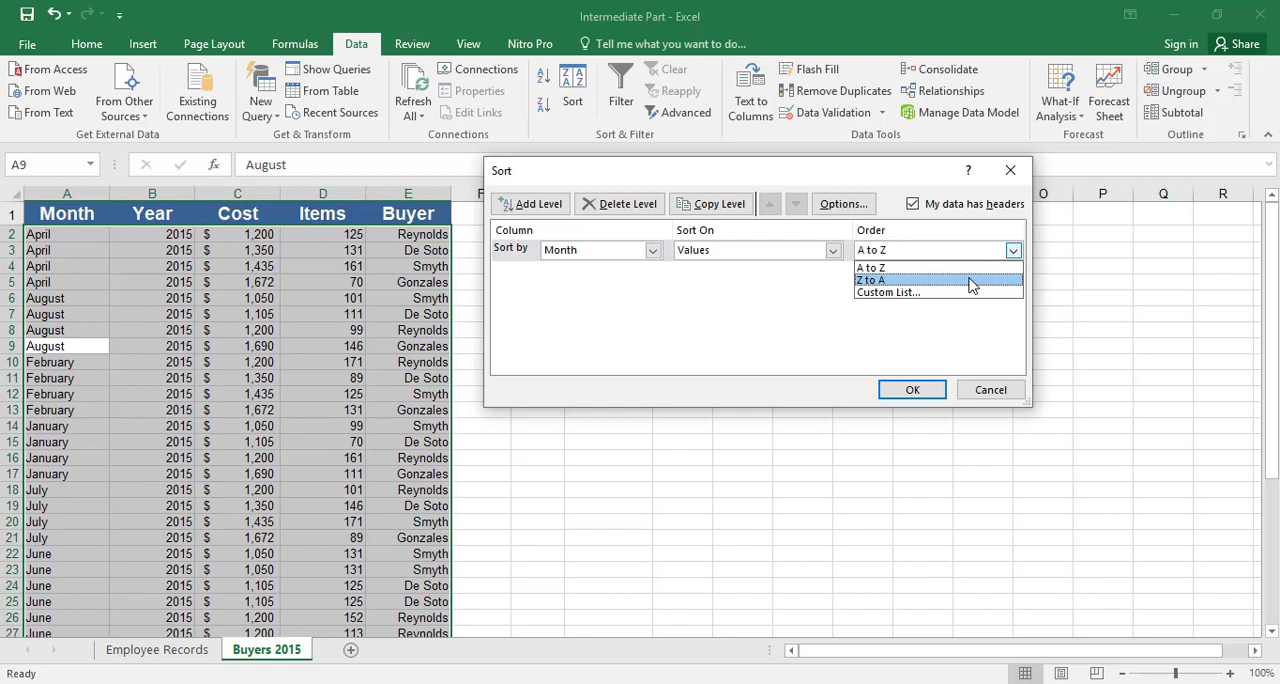 Intermediate Part - Excel
File Home Insert Page Layout Formulas Data Review View Nitro Pro Tell me what you want to do... Sign in Share
From Access
From Web
From Text
From Other Sources
Existing Connections
Get External Data
New Query
Show Queries
From Table
Recent Sources
Get & Transform
Refresh All
Connections
Properties
Edit Links
Connections
Sort
Filter
Clear
Reapply
Advanced
Sort & Filter
Text to Columns
Flash Fill
Remove Duplicates
Data Validation
Consolidate
Relationships
Manage Data Model
Data Tools
What-If Analysis
Forecast Sheet
Forecast
Group
Ungroup
Subtotal
Outline
A9 fx August
A B C D E F O P Q R
1 Month Year Cost Items Buyer
2 April 2015 $ 1,200 125 Reynolds
3 April 2015 $ 1,350 131 De Soto
4 April 2015 $ 1,435 161 Smyth
5 April 2015 $ 1,672 70 Gonzales
6 August 2015 $ 1,050 101 Smyth
7 August 2015 $ 1,105 111 De Soto
8 August 2015 $ 1,200 99 Reynolds
9 August 2015 $ 1,690 146 Gonzales
10 February 2015 $ 1,200 171 Reynolds
11 February 2015 $ 1,350 89 De Soto
12 February 2015 $ 1,435 125 Smyth
13 February 2015 $ 1,672 131 Gonzales
14 January 2015 $ 1,050 99 Smyth
15 January 2015 $ 1,105 70 De Soto
16 January 2015 $ 1,200 161 Reynolds
17 January 2015 $ 1,690 111 Gonzales
18 July 2015 $ 1,200 101 Reynolds
19 July 2015 $ 1,350 146 De Soto
20 July 2015 $ 1,435 171 Smyth
21 July 2015 $ 1,672 89 Gonzales
22 June 2015 $ 1,050 131 Smyth
23 June 2015 $ 1,050 131 Smyth
24 June 2015 $ 1,105 125 De Soto
25 June 2015 $ 1,105 125 De Soto
26 June 2015 $ 1,200 152 Reynolds
27 June 2015 $ 1,200 113 Reynolds
Sort ?
Add Level Delete Level Copy Level Options... My data has headers
Column Sort On Order
Sort by Month Values A to Z
A to Z
Z to A
Custom List...
OK Cancel
Employee Records Buyers 2015
Ready 100%